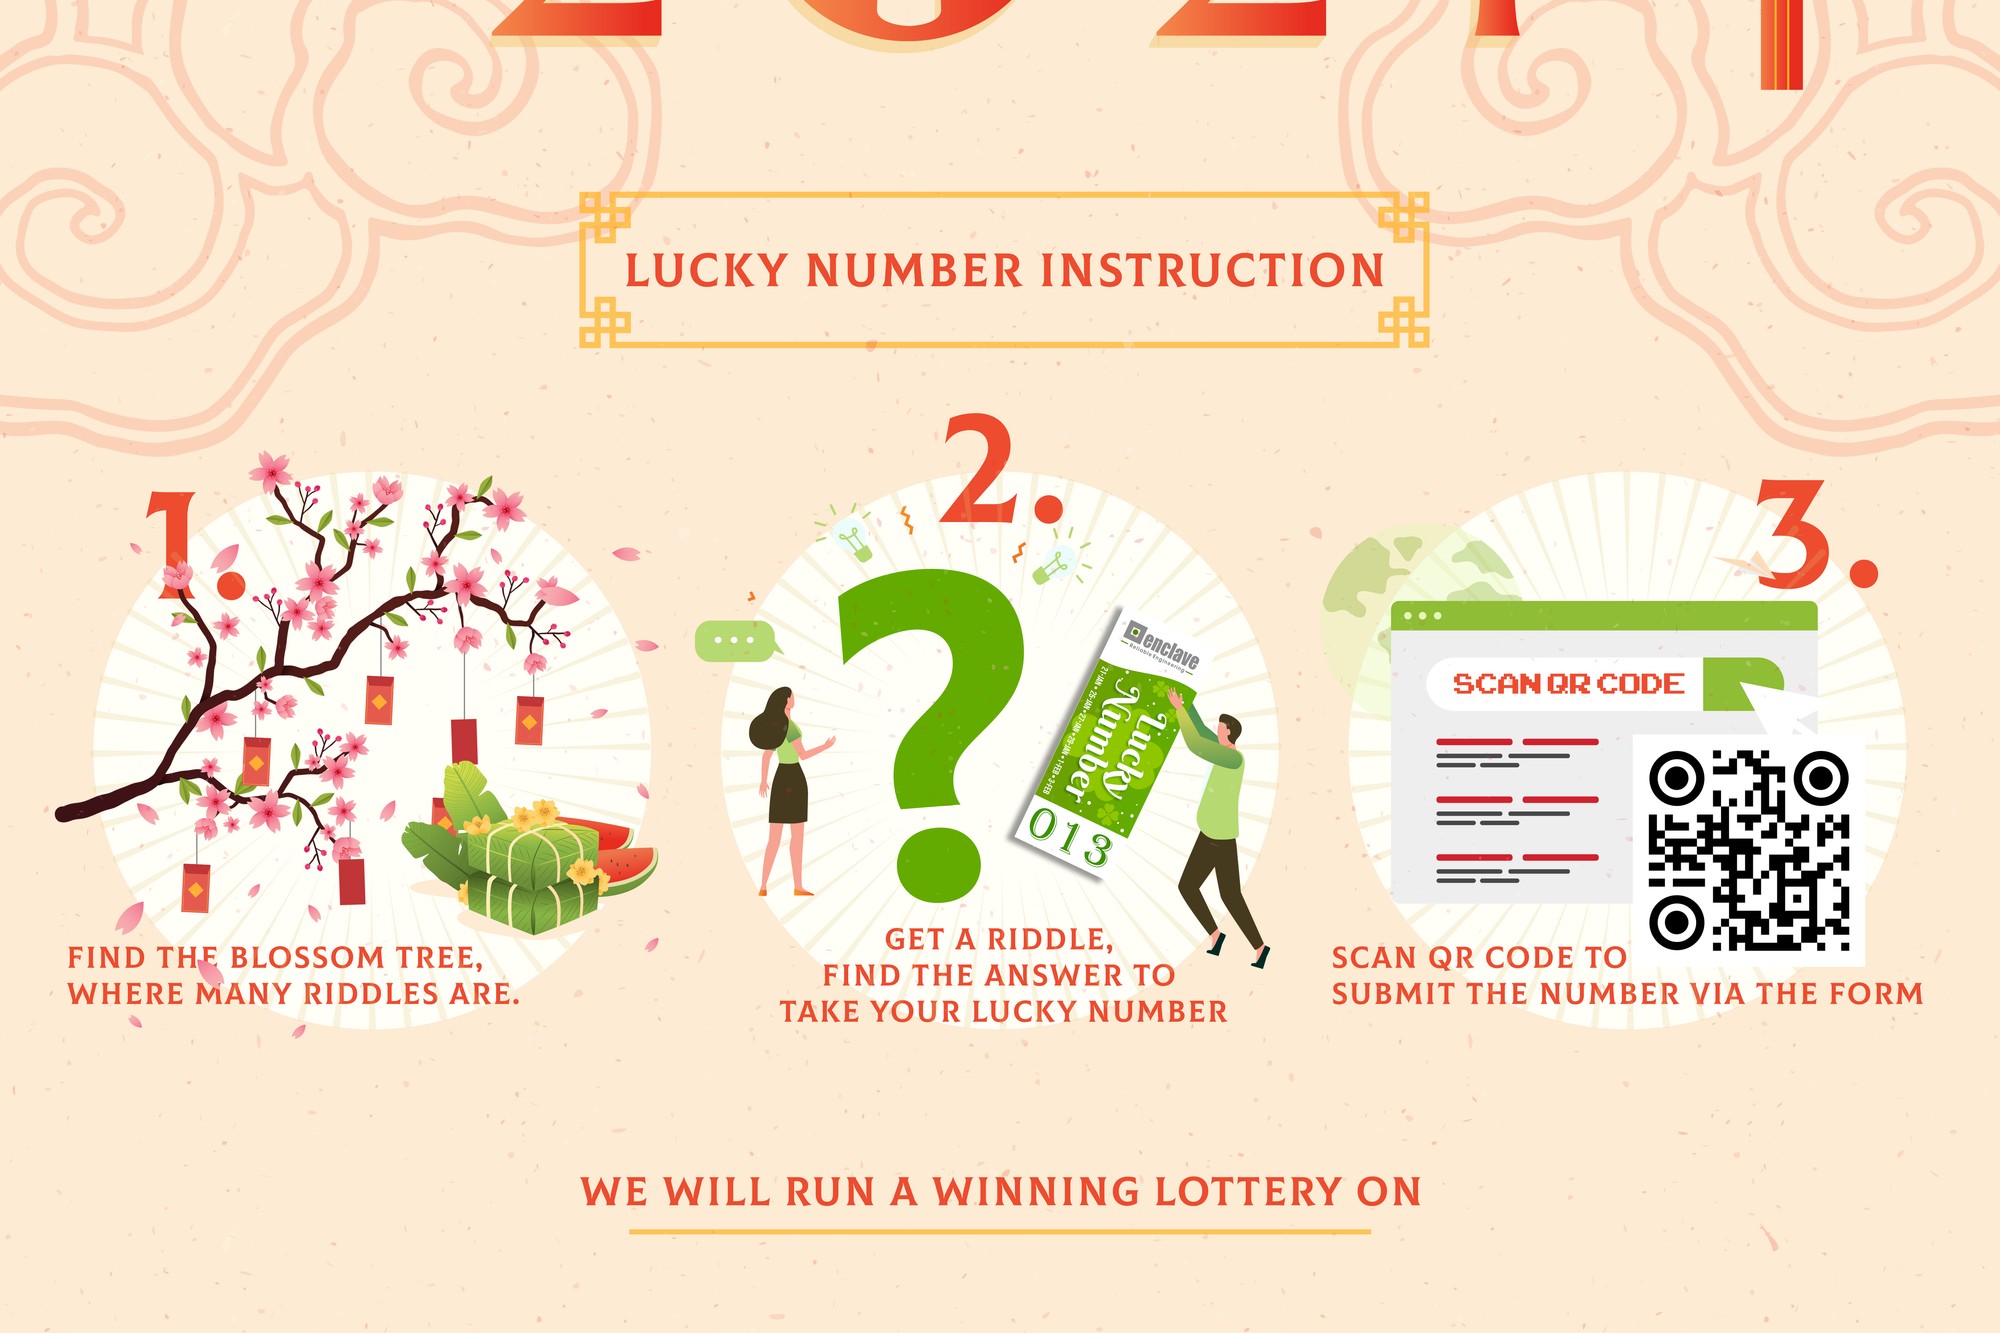 LUCKY NUMBER INSTRUCTION
1.
FIND THE BLOSSOM TREE,
WHERE MANY RIDDLES ARE.
2.
enclave
Reliable Engineering
Lucky
Number
013
GET A RIDDLE,
FIND THE ANSWER TO
TAKE YOUR LUCKY NUMBER
3.
SCAN QR CODE
SCAN QR CODE TO
SUBMIT THE NUMBER VIA THE FORM
WE WILL RUN A WINNING LOTTERY ON